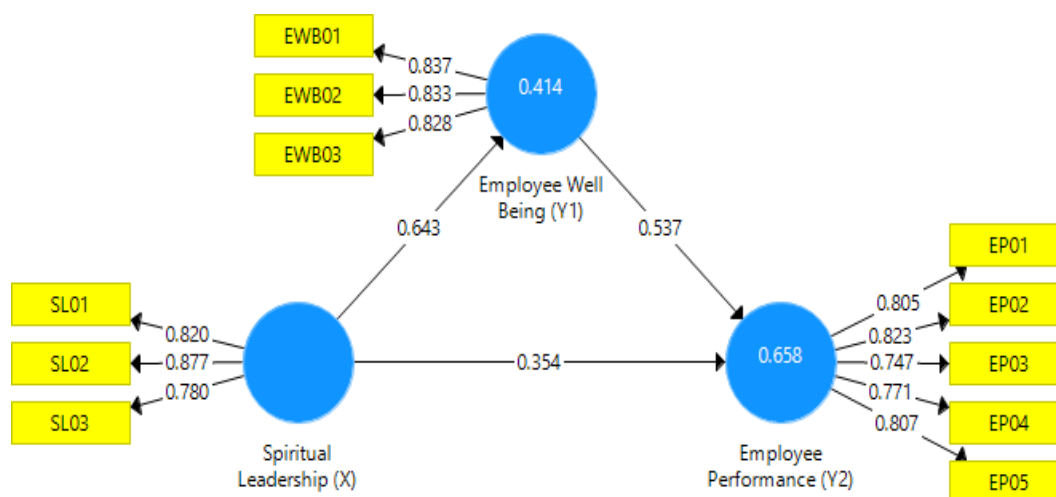 EWB01
0.837
EWB02
0.833
0.414
0.828
EWB03
Employee Well
Being (Y1)
0.643
0.537
EP01
SL01
0.805
EP02
0.820
0.823
SL02
0.877
0.354
0.658
0.747
EP03
0.780
0.771
SL03
0.807
EP04
Spiritual
Leadership (X)
Employee
Performance (Y2)
EP05